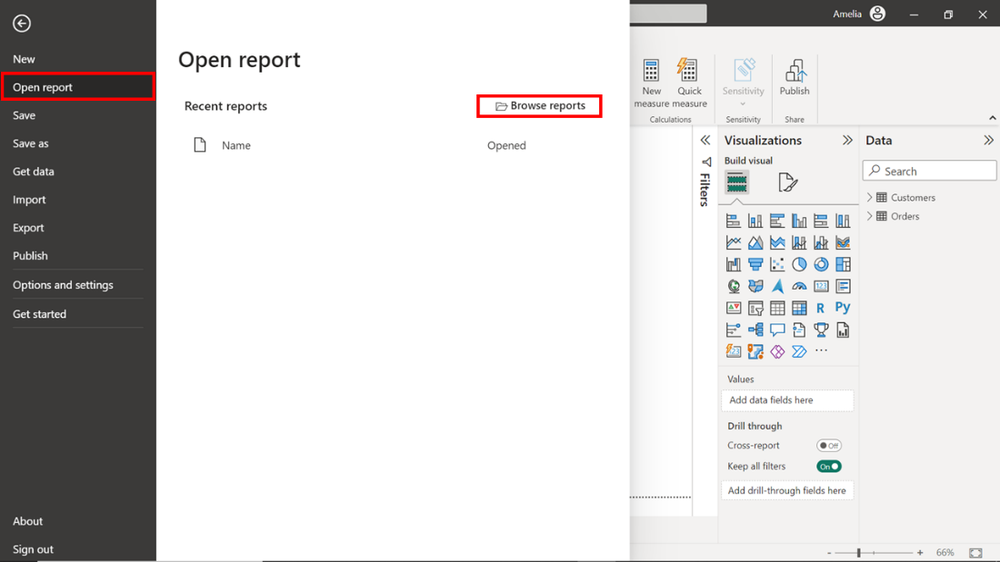 Amelia
New
Open report
Save
Save as
Get data
Import
Export
Publish
Options and settings
Get started
About
Sign out
Open report
Recent reports
Browse reports
Name
Opened
New measure
Quick measure
Calculations
Sensitivity
Sensitivity
Publish
Share
Filters
Visualizations
Build visual
123
R
Py
123
Values
Add data fields here
Drill through
Cross-report
Off
Keep all filters
On
Add drill-through fields here
Data
Search
Customers
Orders
- + 66%